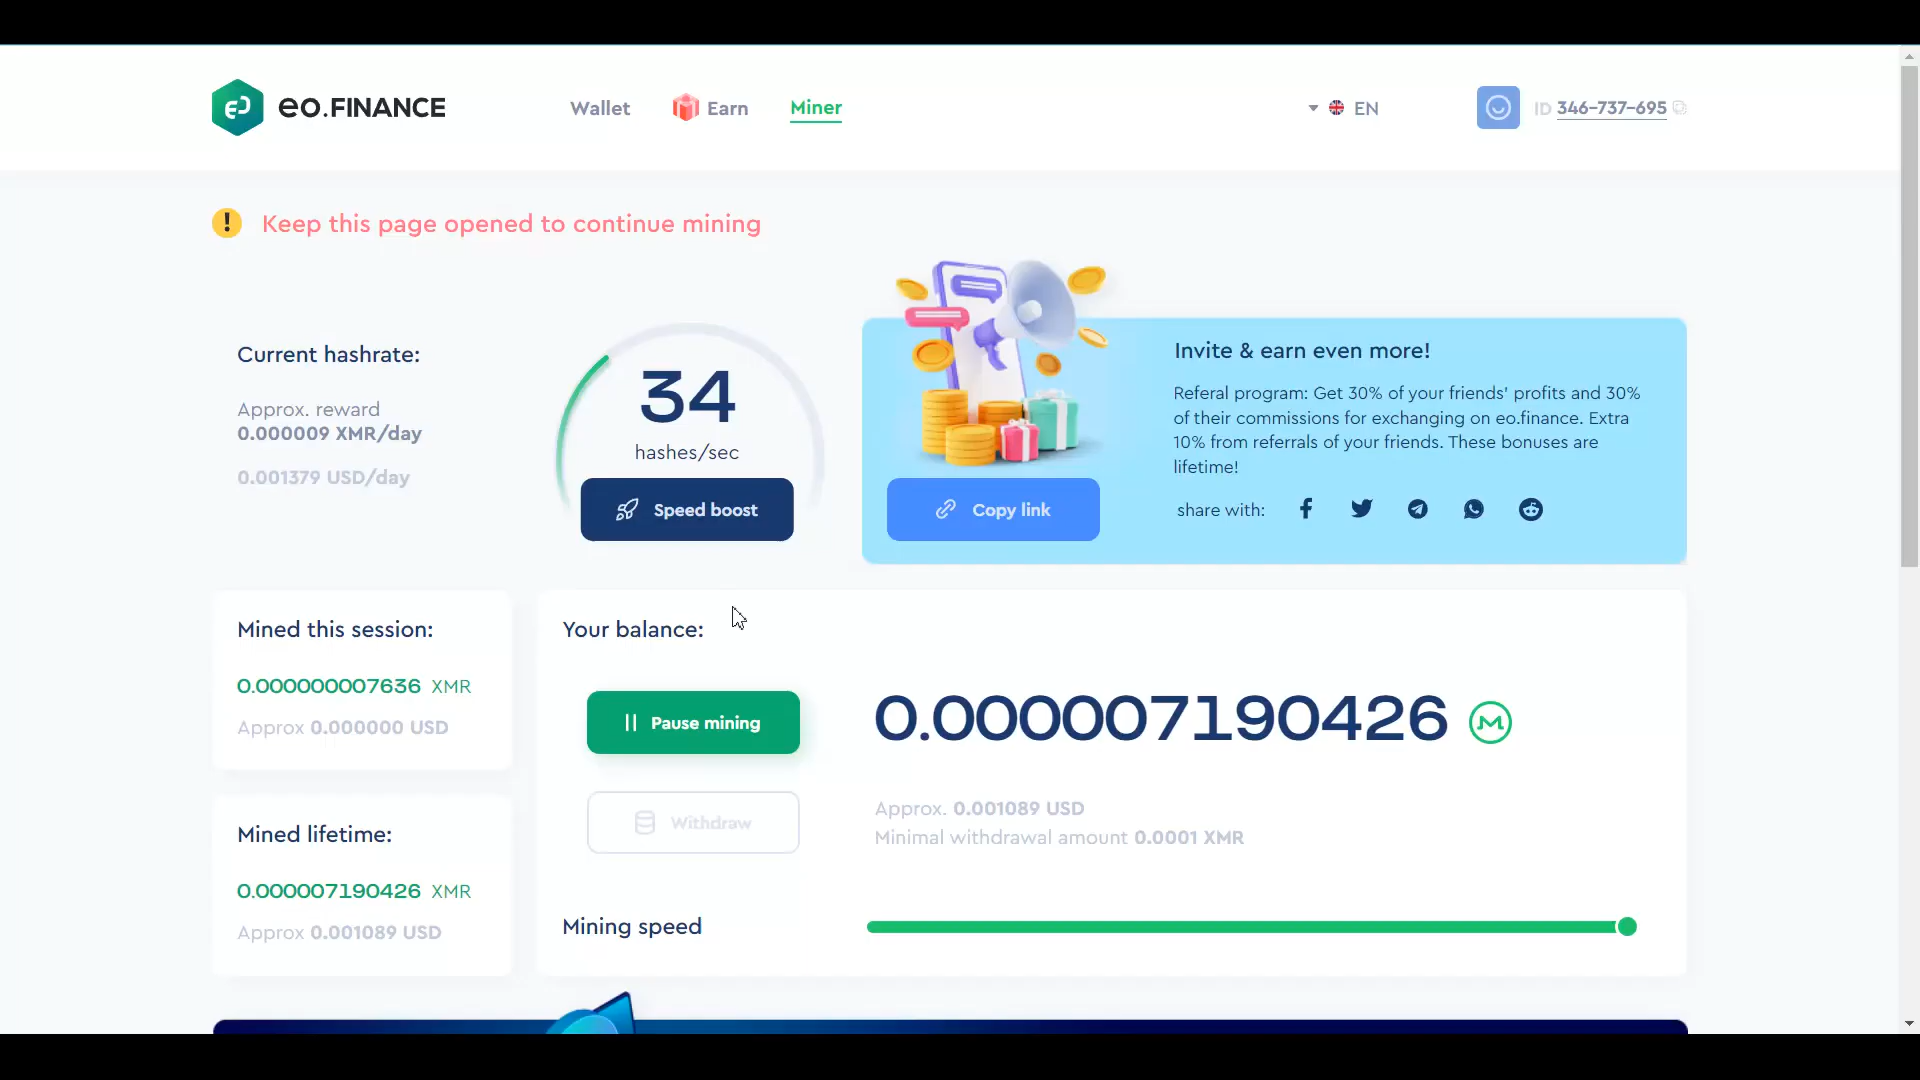 eo.FINANCE
Wallet
Earn
Miner
EN
ID 346-737-695
! Keep this page opened to continue mining
Current hashrate:
Approx. reward
0.000009 XMR/day
0.001379 USD/day
34
hashes/sec
Speed boost
Invite & earn even more!
Referal program: Get 30% of your friends' profits and 30%
of their commissions for exchanging on eo.finance. Extra
10% from referrals of your friends. These bonuses are
lifetime!
Copy link
share with:
Mined this session:
0.000000007636 XMR
Approx 0.000000 USD
Mined lifetime:
0.000007190426 XMR
Approx 0.001089 USD
Your balance:
Pause mining
0.000007190426
Withdraw
Approx. 0.001089 USD
Minimal withdrawal amount 0.0001 XMR
Mining speed